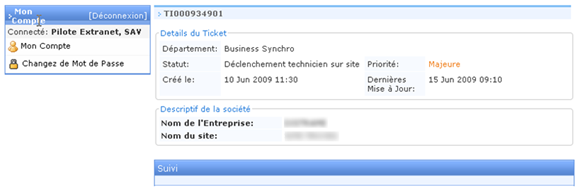 Mon Compte [Déconnexion]
Connecté: Pilote Extranet, SAV
Mon Compte
Changez de Mot de Passe
TI000934901
Details du Ticket
Département: Business Synchro
Statut: Déclenchement technicien sur site Priorité: Majeure
Créé le: 10 Jun 2009 11:30 Dernières Mise à Jour: 15 Jun 2009 09:10
Descriptif de la société
Nom de l'Entreprise:
Nom du site:
Suivi